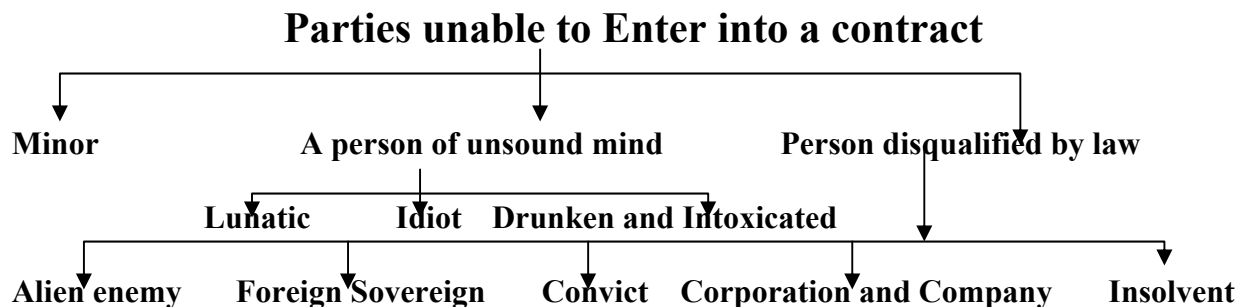 Parties unable to Enter into a contract
Minor A person of unsound mind Person disqualified by law
Lunatic Idiot Drunken and Intoxicated
Alien enemy Foreign Sovereign Convict Corporation and Company Insolvent